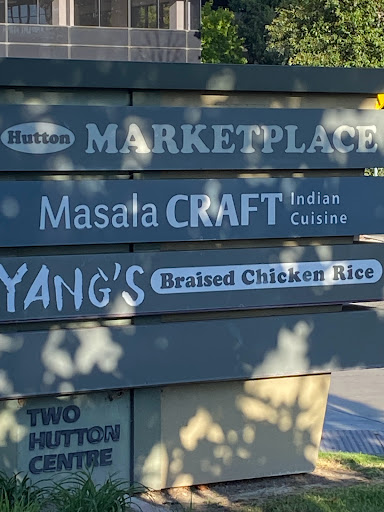 Hutton MARKETPLACE
Masala CRAFT Indian
Cuisine
YANG'S Braised Chicken Rice
TWO
HUTTON
CENTRE